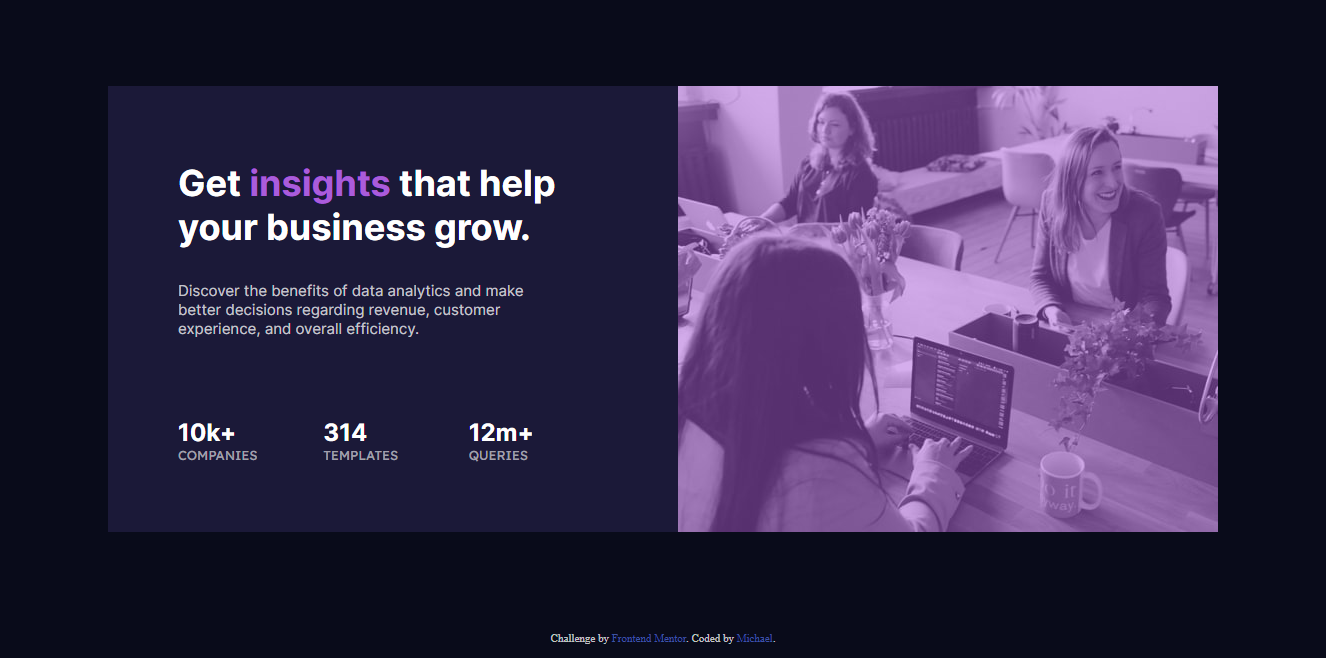 Get insights that help
your business grow.
Discover the benefits of data analytics and make
better decisions regarding revenue, customer
experience, and overall efficiency.
10k+ 314 12m+
COMPANIES TEMPLATES QUERIES
Challenge by Frontend Mentor. Coded by Michael.